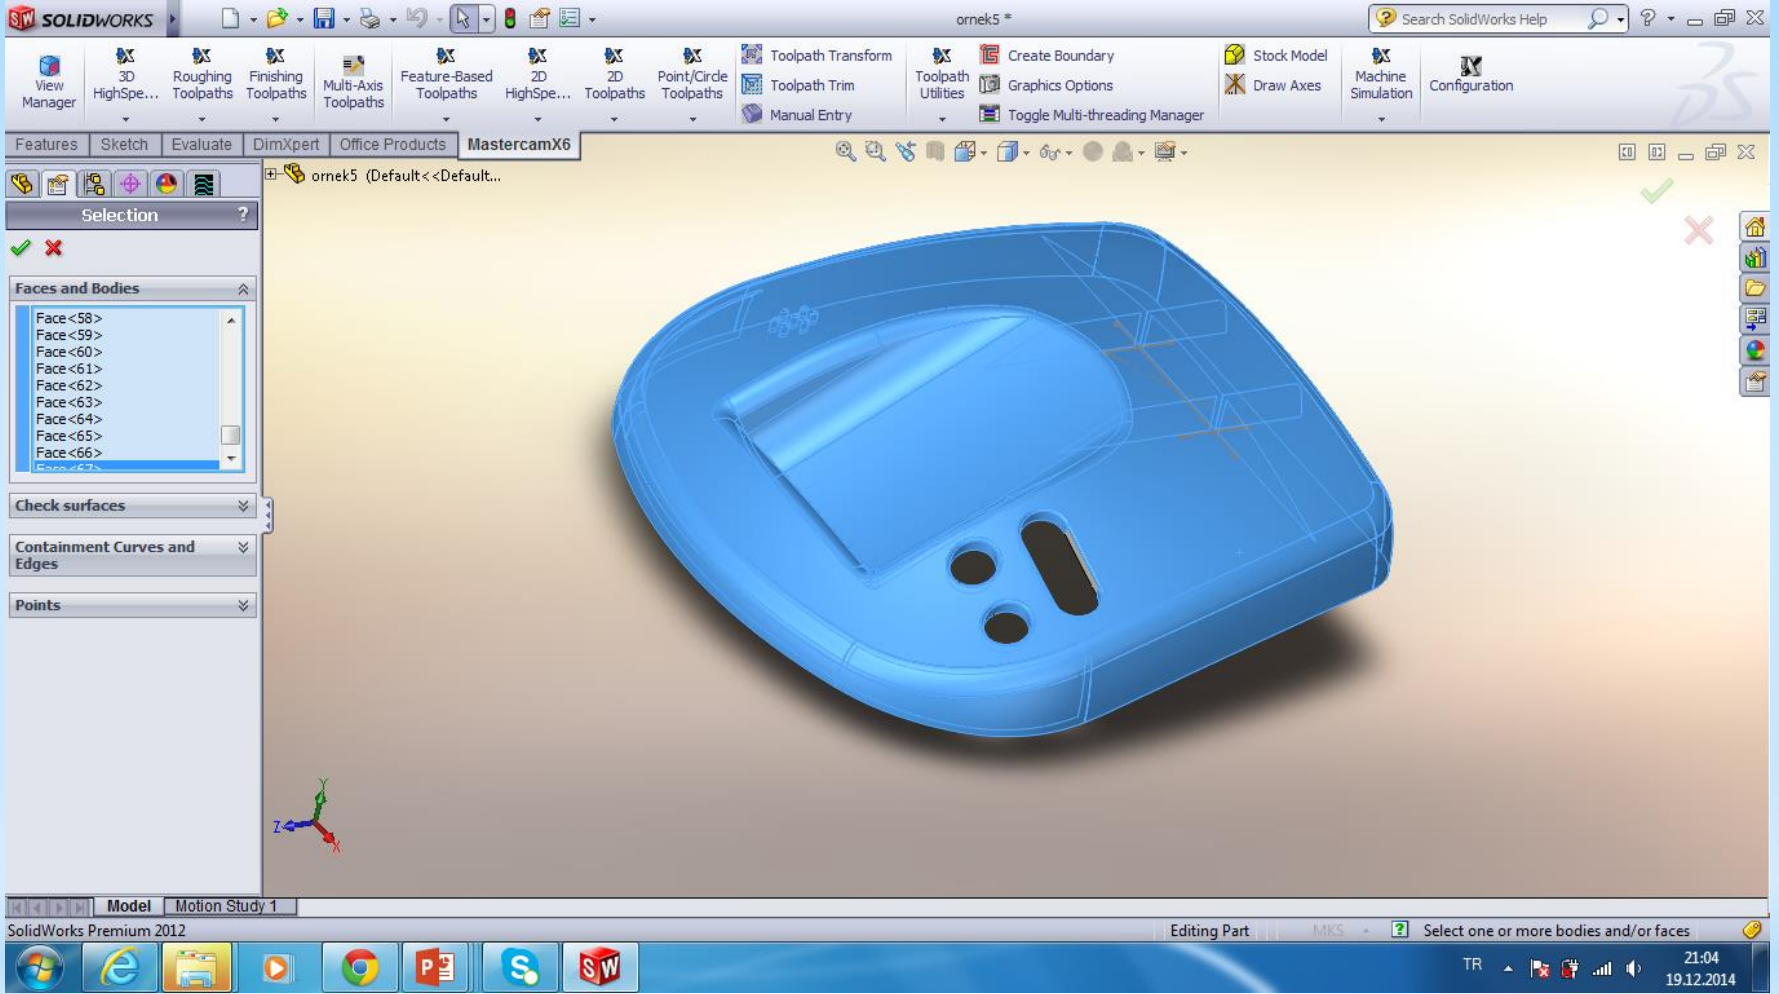 SW SOLIDWORKS
ornek5 *
Search SolidWorks Help
View Manager
3D HighSpe...
Roughing Toolpaths
Finishing Toolpaths
Multi-Axis Toolpaths
Feature-Based Toolpaths
2D HighSpe...
2D Toolpaths
Point/Circle Toolpaths
Toolpath Transform
Toolpath Trim
Manual Entry
Toolpath Utilities
Create Boundary
Graphics Options
Toggle Multi-threading Manager
Stock Model
Draw Axes
Machine Simulation
Configuration
Features Sketch Evaluate DimXpert Office Products MastercamX6
ornek5 (Default<<Default...
Selection ?
Faces and Bodies
Face<58>
Face<59>
Face<60>
Face<61>
Face<62>
Face<63>
Face<64>
Face<65>
Face<66>
Face<67>
Check surfaces
Containment Curves and
Edges
Points
Y
Z
X
Model Motion Study 1
SolidWorks Premium 2012
Editing Part MKS ? Select one or more bodies and/or faces
TR
21:04
19.12.2014